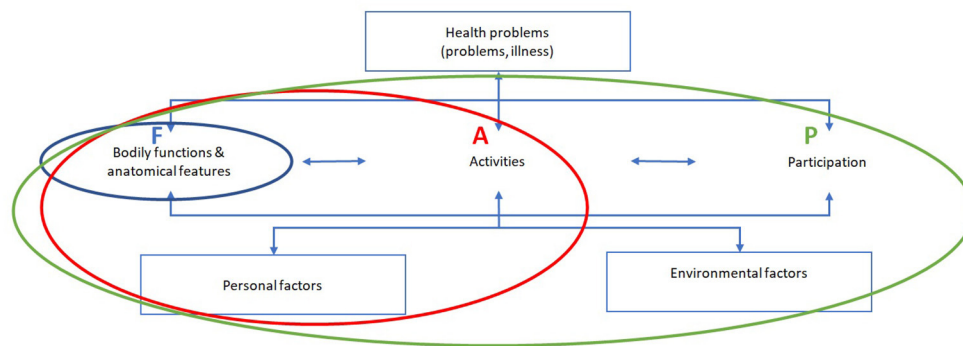 Health problems
(problems, illness)
F
A
P
Bodily functions &
anatomical features
Activities
Participation
Personal factors
Environmental factors